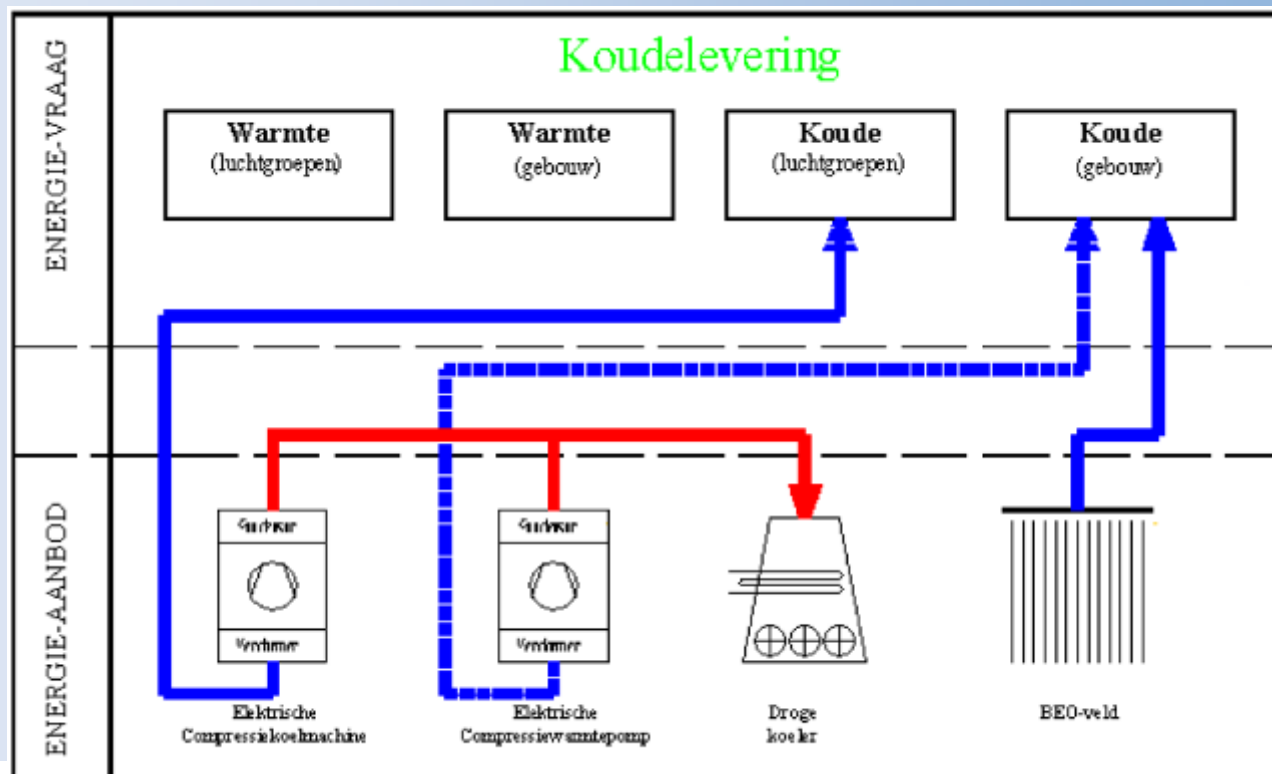 Koudelevering
ENERGIE-VRAAG
Warmte
(luchtgroepen)
Warmte
(gebouw)
Koude
(luchtgroepen)
Koude
(gebouw)
ENERGIE-AANBOD
Elektrische
Compressiekoelmachine
Elektrische
Compressiewarmtepomp
Droge
koeler
BEO-veld